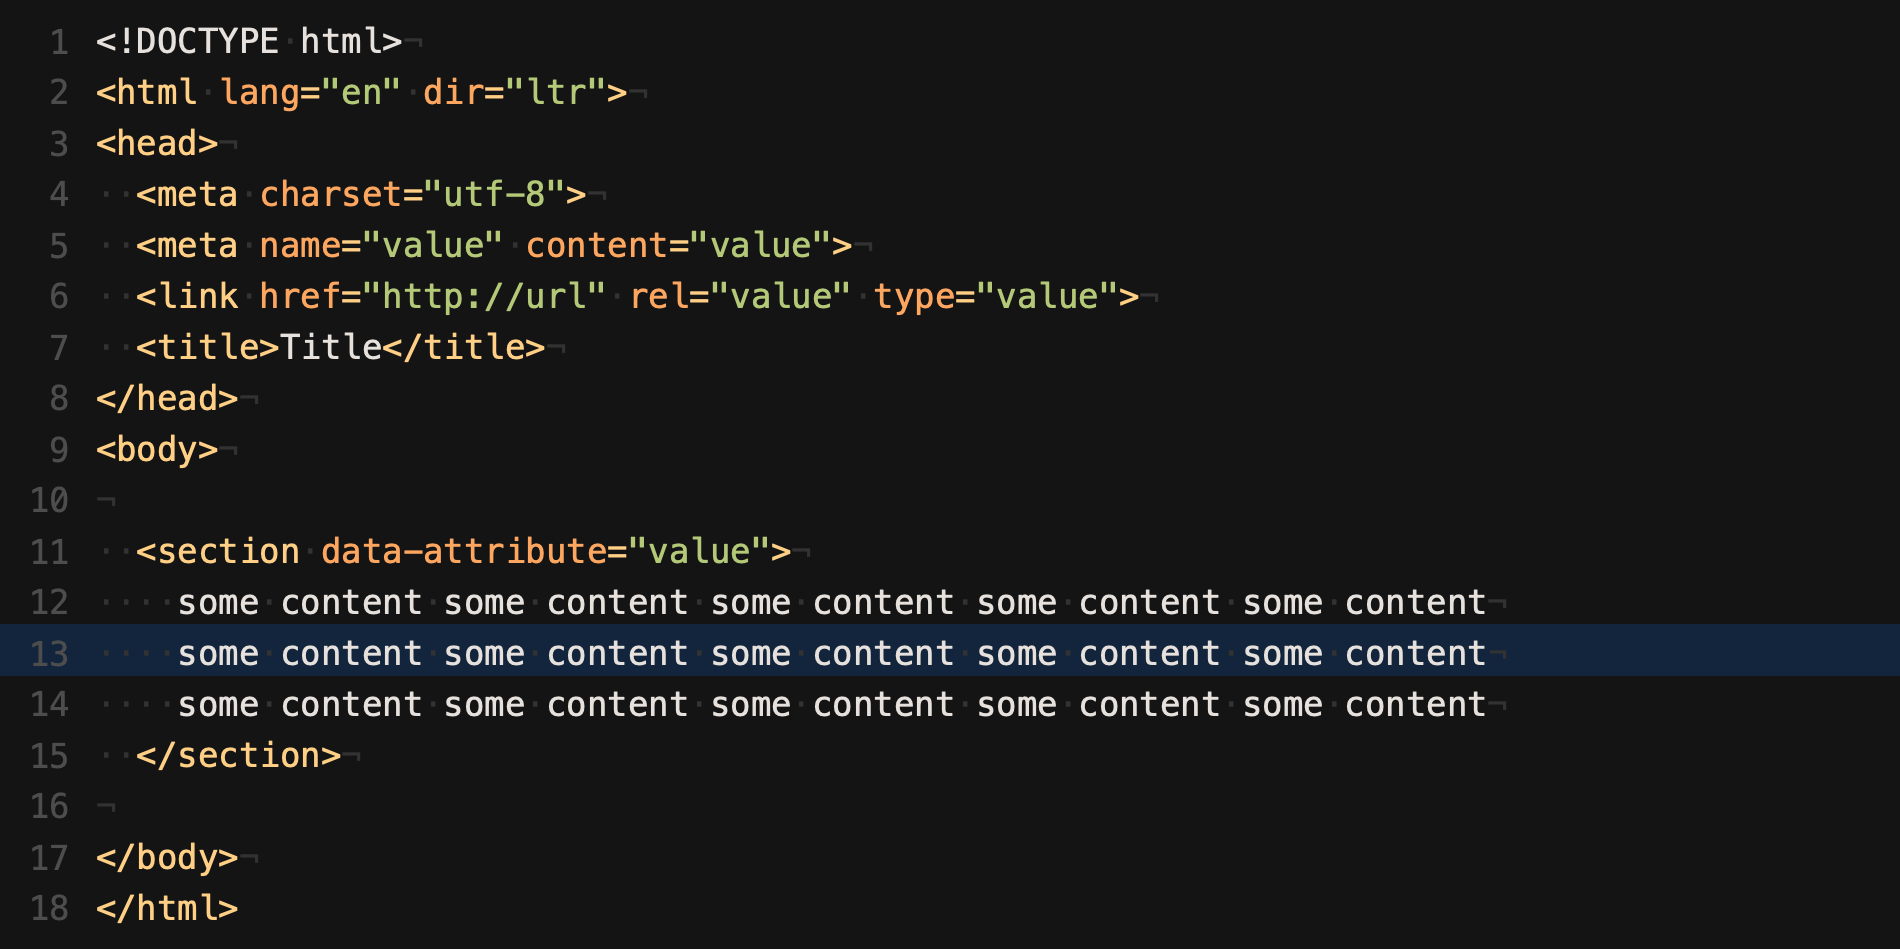 1 <!DOCTYPE html>¬
2 <html lang="en" dir="ltr">¬
3 <head>¬
4 ··<meta charset="utf-8">¬
5 ··<meta name="value" content="value">¬
6 ··<link href="http://url" rel="value" type="value">¬
7 ··<title>Title</title>¬
8 </head>¬
9 <body>¬
10 ¬
11 ··<section data-attribute="value">¬
12 ····some content some content some content some content some content¬
13 ····some content some content some content some content some content¬
14 ····some content some content some content some content some content¬
15 ··</section>¬
16 ¬
17 </body>¬
18 </html>